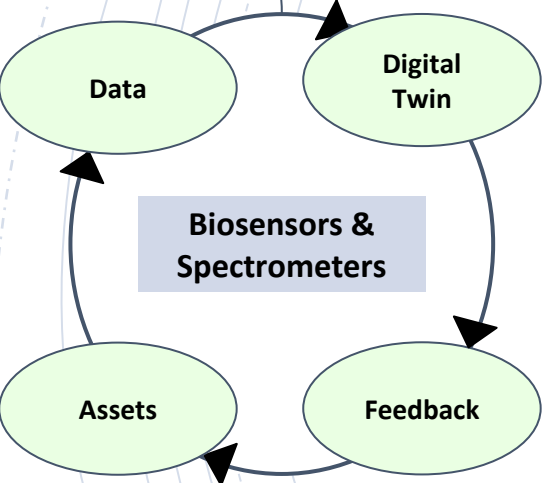 Data
Digital
Twin
Biosensors &
Spectrometers
Assets
Feedback